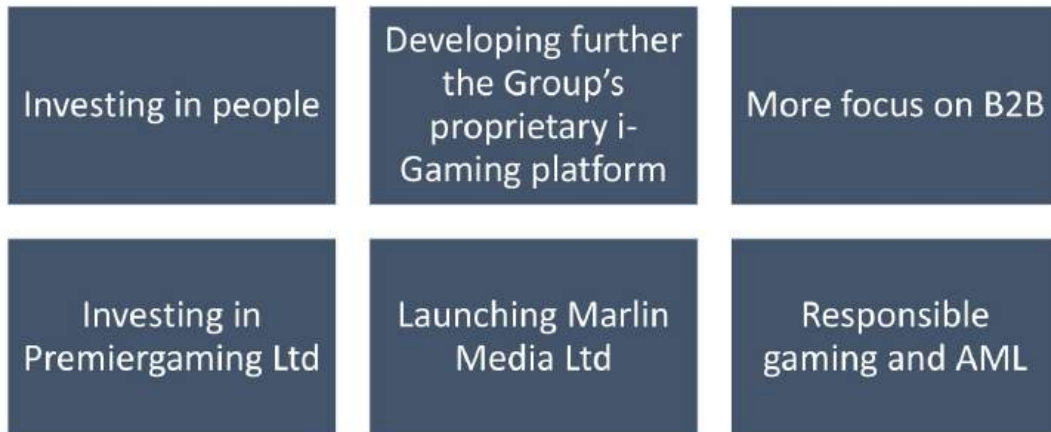 Investing in people
Developing further
the Group’s
proprietary i-
Gaming platform
More focus on B2B
Investing in
Premiergaming Ltd
Launching Marlin
Media Ltd
Responsible
gaming and AML